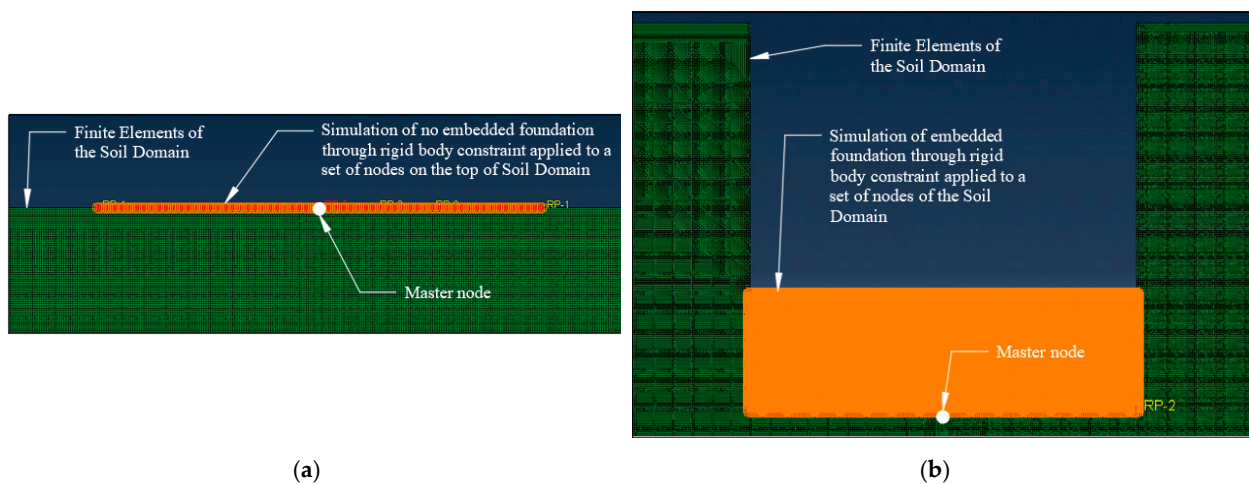 Finite Elements of
the Soil Domain
Simulation of no embedded foundation
through rigid body constraint applied to a
set of nodes on the top of Soil Domain
RP-1
Master node
(a)
Finite Elements of
the Soil Domain
Simulation of embedded
foundation through rigid
body constraint applied to a
set of nodes of the Soil
Domain
Master node
RP-2
(b)